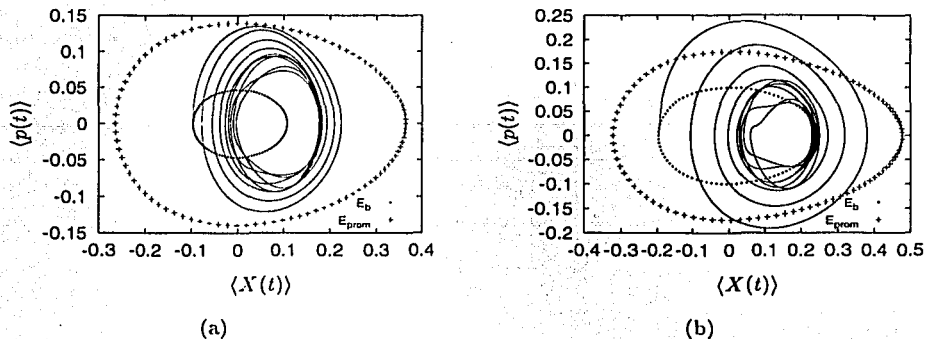 0.15
0.1
0.05
0
-0.05
-0.1
-0.15
⟨p(t)⟩
E_b
E_prom
-0.3 -0.2 -0.1 0 0.1 0.2 0.3 0.4
⟨X(t)⟩
(a)
0.25
0.2
0.15
0.1
0.05
0
-0.05
-0.1
-0.15
-0.2
⟨p(t)⟩
E_b
E_prom
-0.4 -0.3 -0.2 -0.1 0 0.1 0.2 0.3 0.4 0.5
⟨X(t)⟩
(b)